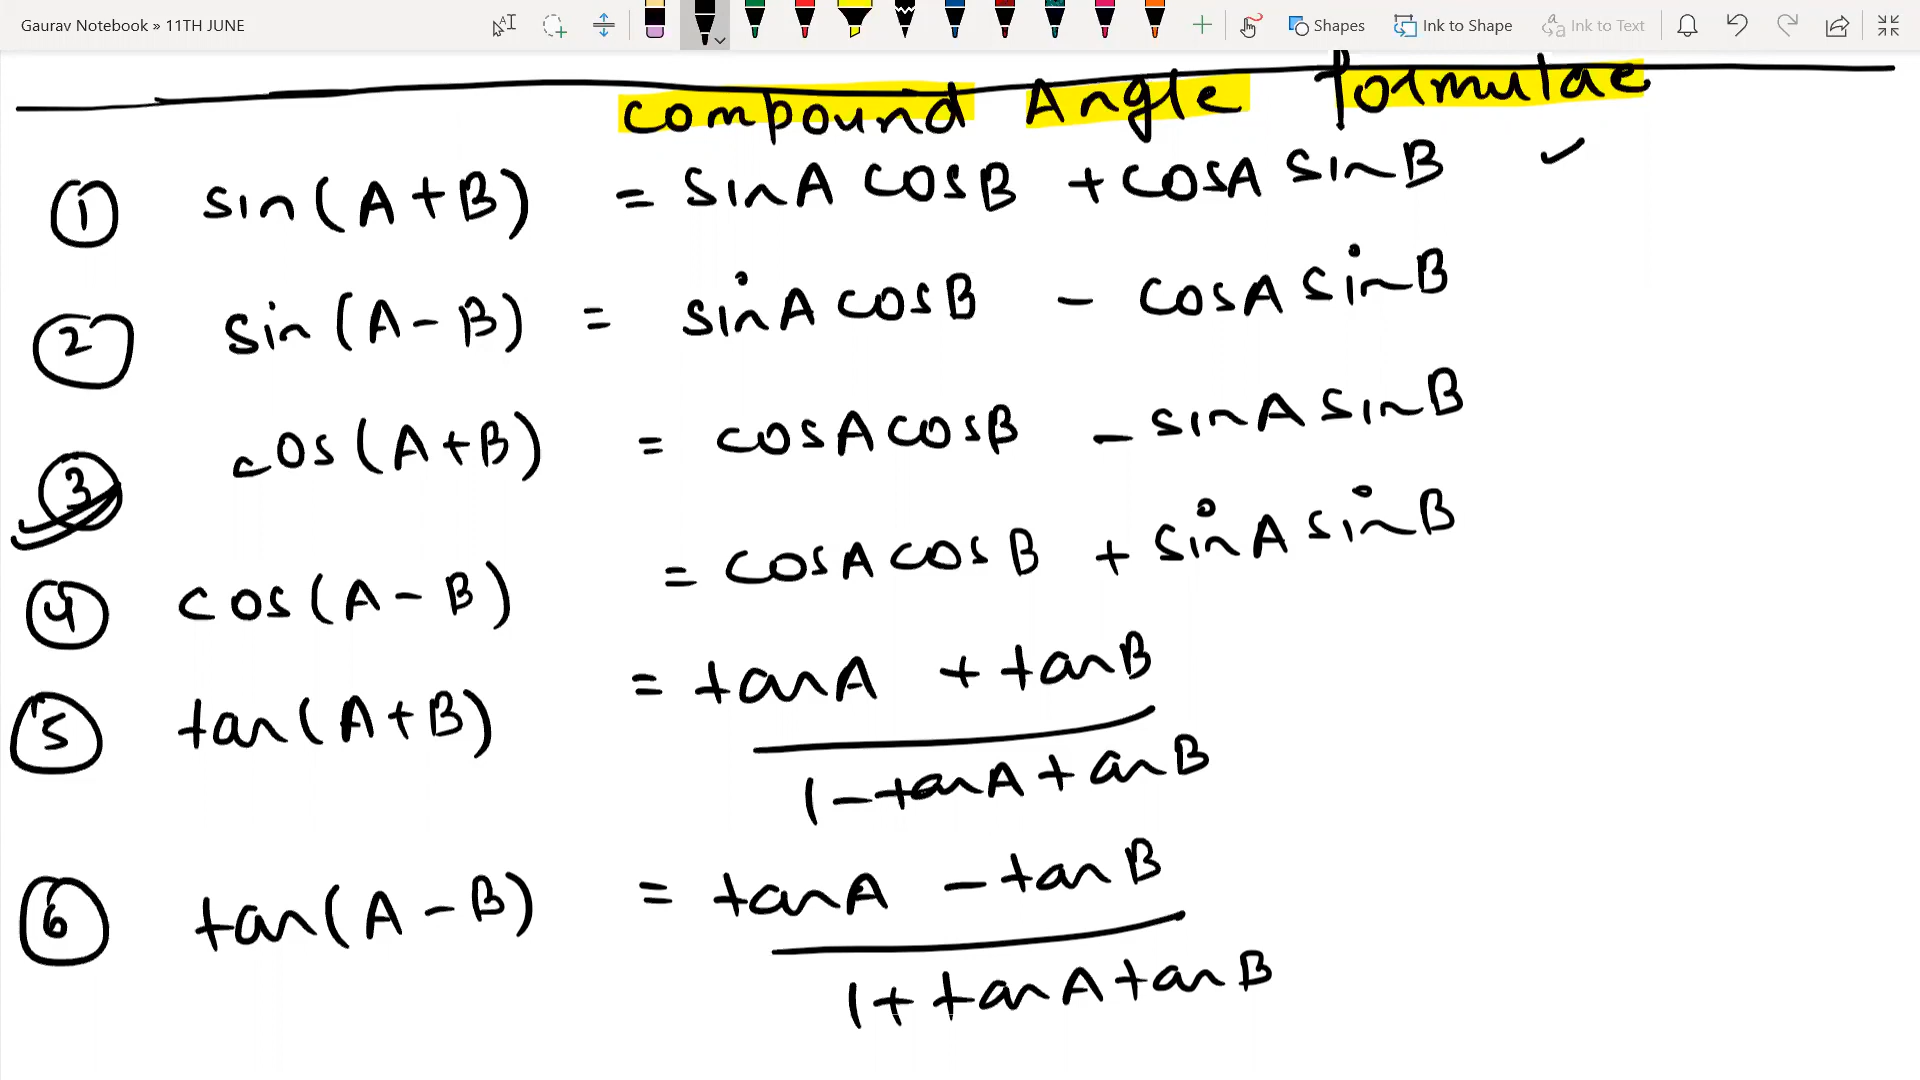 Gaurav Notebook » 11TH JUNE Shapes Ink to Shape Ink to Text
compound Angle formulae
① sin(A+B) = sinA cosB + cosA sinB ✓
② sin(A-B) = sinA cosB - cosA sinB
③ cos(A+B) = cosA cosB - sinA sinB
④ cos(A-B) = cosA cosB + sinA sinB
⑤ tan(A+B) = tanA + tanB
1-tanA tanB
⑥ tan(A-B) = tanA - tanB
1+tanA tanB